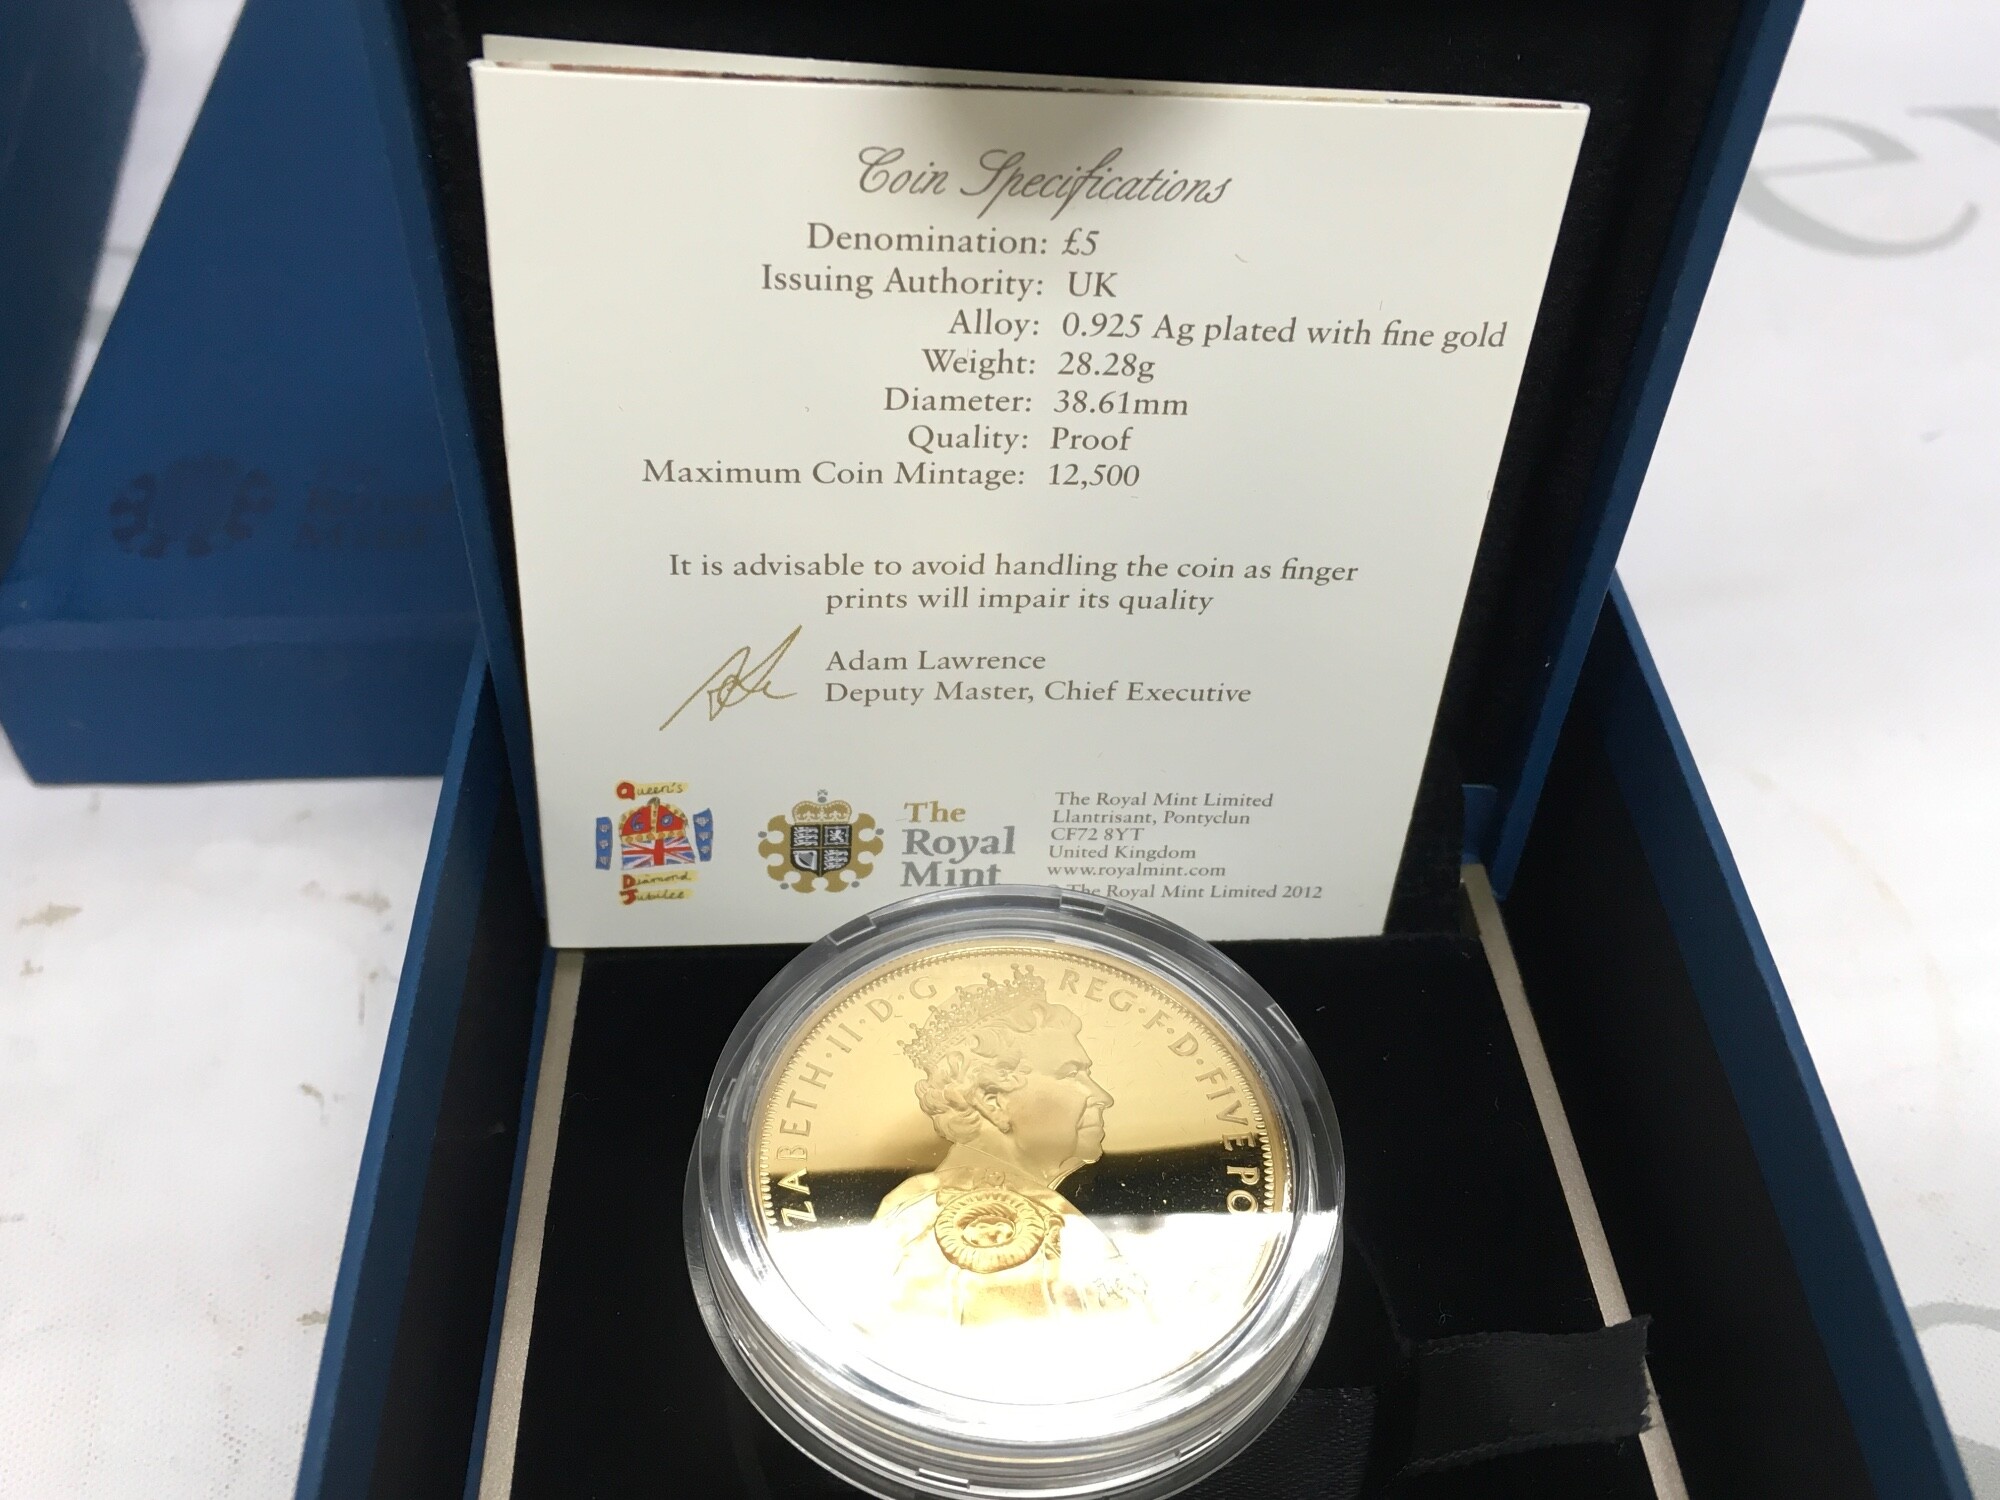 Coin Specifications
Denomination: £5
Issuing Authority: UK
Alloy: 0.925 Ag plated with fine gold
Weight: 28.28g
Diameter: 38.61mm
Quality: Proof
Maximum Coin Mintage: 12,500
It is advisable to avoid handling the coin as finger
prints will impair its quality
Adam Lawrence
Deputy Master, Chief Executive
Queen's
Diamond
Jubilee
The
Royal
Mint
The Royal Mint Limited
Llantrisant, Pontyclun
CF72 8YT
United Kingdom
www.royalmint.com
© The Royal Mint Limited 2012
ZABETH·II·D·G REG·F·D·FIVE PO